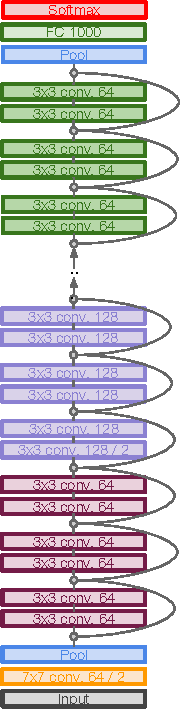 Softmax
FC 1000
Pool
3x3 conv, 64
3x3 conv, 64
3x3 conv, 64
3x3 conv, 64
3x3 conv, 64
3x3 conv, 64
..
3x3 conv, 128
3x3 conv, 128
3x3 conv, 128
3x3 conv, 128
3x3 conv, 128
3x3 conv, 128 / 2
3x3 conv, 64
3x3 conv, 64
3x3 conv, 64
3x3 conv, 64
3x3 conv, 64
3x3 conv, 64
Pool
7x7 conv, 64 / 2
Input